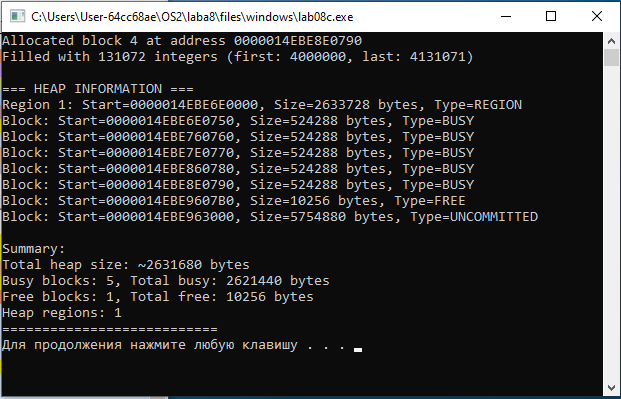 C:\Users\User-64cc68ae\OS2\laba8\files\windows\lab08c.exe
Allocated block 4 at address 0000014EBE8E0790
Filled with 131072 integers (first: 4000000, last: 4131071)
=== HEAP INFORMATION ===
Region 1: Start=0000014EBE6E0000, Size=2633728 bytes, Type=REGION
Block: Start=0000014EBE6E0750, Size=524288 bytes, Type=BUSY
Block: Start=0000014EBE760760, Size=524288 bytes, Type=BUSY
Block: Start=0000014EBE7E0770, Size=524288 bytes, Type=BUSY
Block: Start=0000014EBE860780, Size=524288 bytes, Type=BUSY
Block: Start=0000014EBE8E0790, Size=524288 bytes, Type=BUSY
Block: Start=0000014EBE9607B0, Size=10256 bytes, Type=FREE
Block: Start=0000014EBE963000, Size=5754880 bytes, Type=UNCOMMITTED
Summary:
Total heap size: ~2631680 bytes
Busy blocks: 5, Total busy: 2621440 bytes
Free blocks: 1, Total free: 10256 bytes
Heap regions: 1
===========================
Для продолжения нажмите любую клавишу . . .